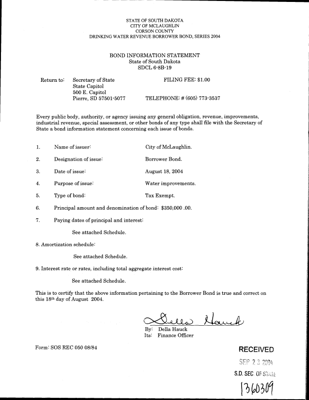 STATE OF SOUTH DAKOTA
CITY OF MCLAUGHLIN
CORSON COUNTY
DRINKING WATER REVENUE BORROWER BOND, SERIES 2004
BOND INFORMATION STATEMENT
State of South Dakota
SDCL 6-8B-19
Return to: Secretary of State FILING FEE: $1.00
State Capitol
500 E. Capitol
Pierre, SD 57501-5077 TELEPHONE: # (605) 773-3537
Every public body, authority, or agency issuing any general obligation, revenue, improvements,
industrial revenue, special assessment, or other bonds of any type shall file with the Secretary of
State a bond information statement concerning each issue of bonds.
1. Name of issuer: City of McLaughlin.
2. Designation of issue: Borrower Bond.
3. Date of issue: August 18, 2004
4. Purpose of issue: Water improvements.
5. Type of bond: Tax Exempt.
6. Principal amount and denomination of bond: $350,000 .00.
7. Paying dates of principal and interest:
See attached Schedule.
8. Amortization schedule:
See attached Schedule.
9. Interest rate or rates, including total aggregate interest cost:
See attached Schedule.
This is to certify that the above information pertaining to the Borrower Bond is true and correct on
this 18th day of August 2004.
Della Hauck
By: Della Hauck
Its: Finance Officer
Form: SOS REC 050 08/84
RECEIVED
SEP 2004
S.D. SEC. OF STATE
1360309